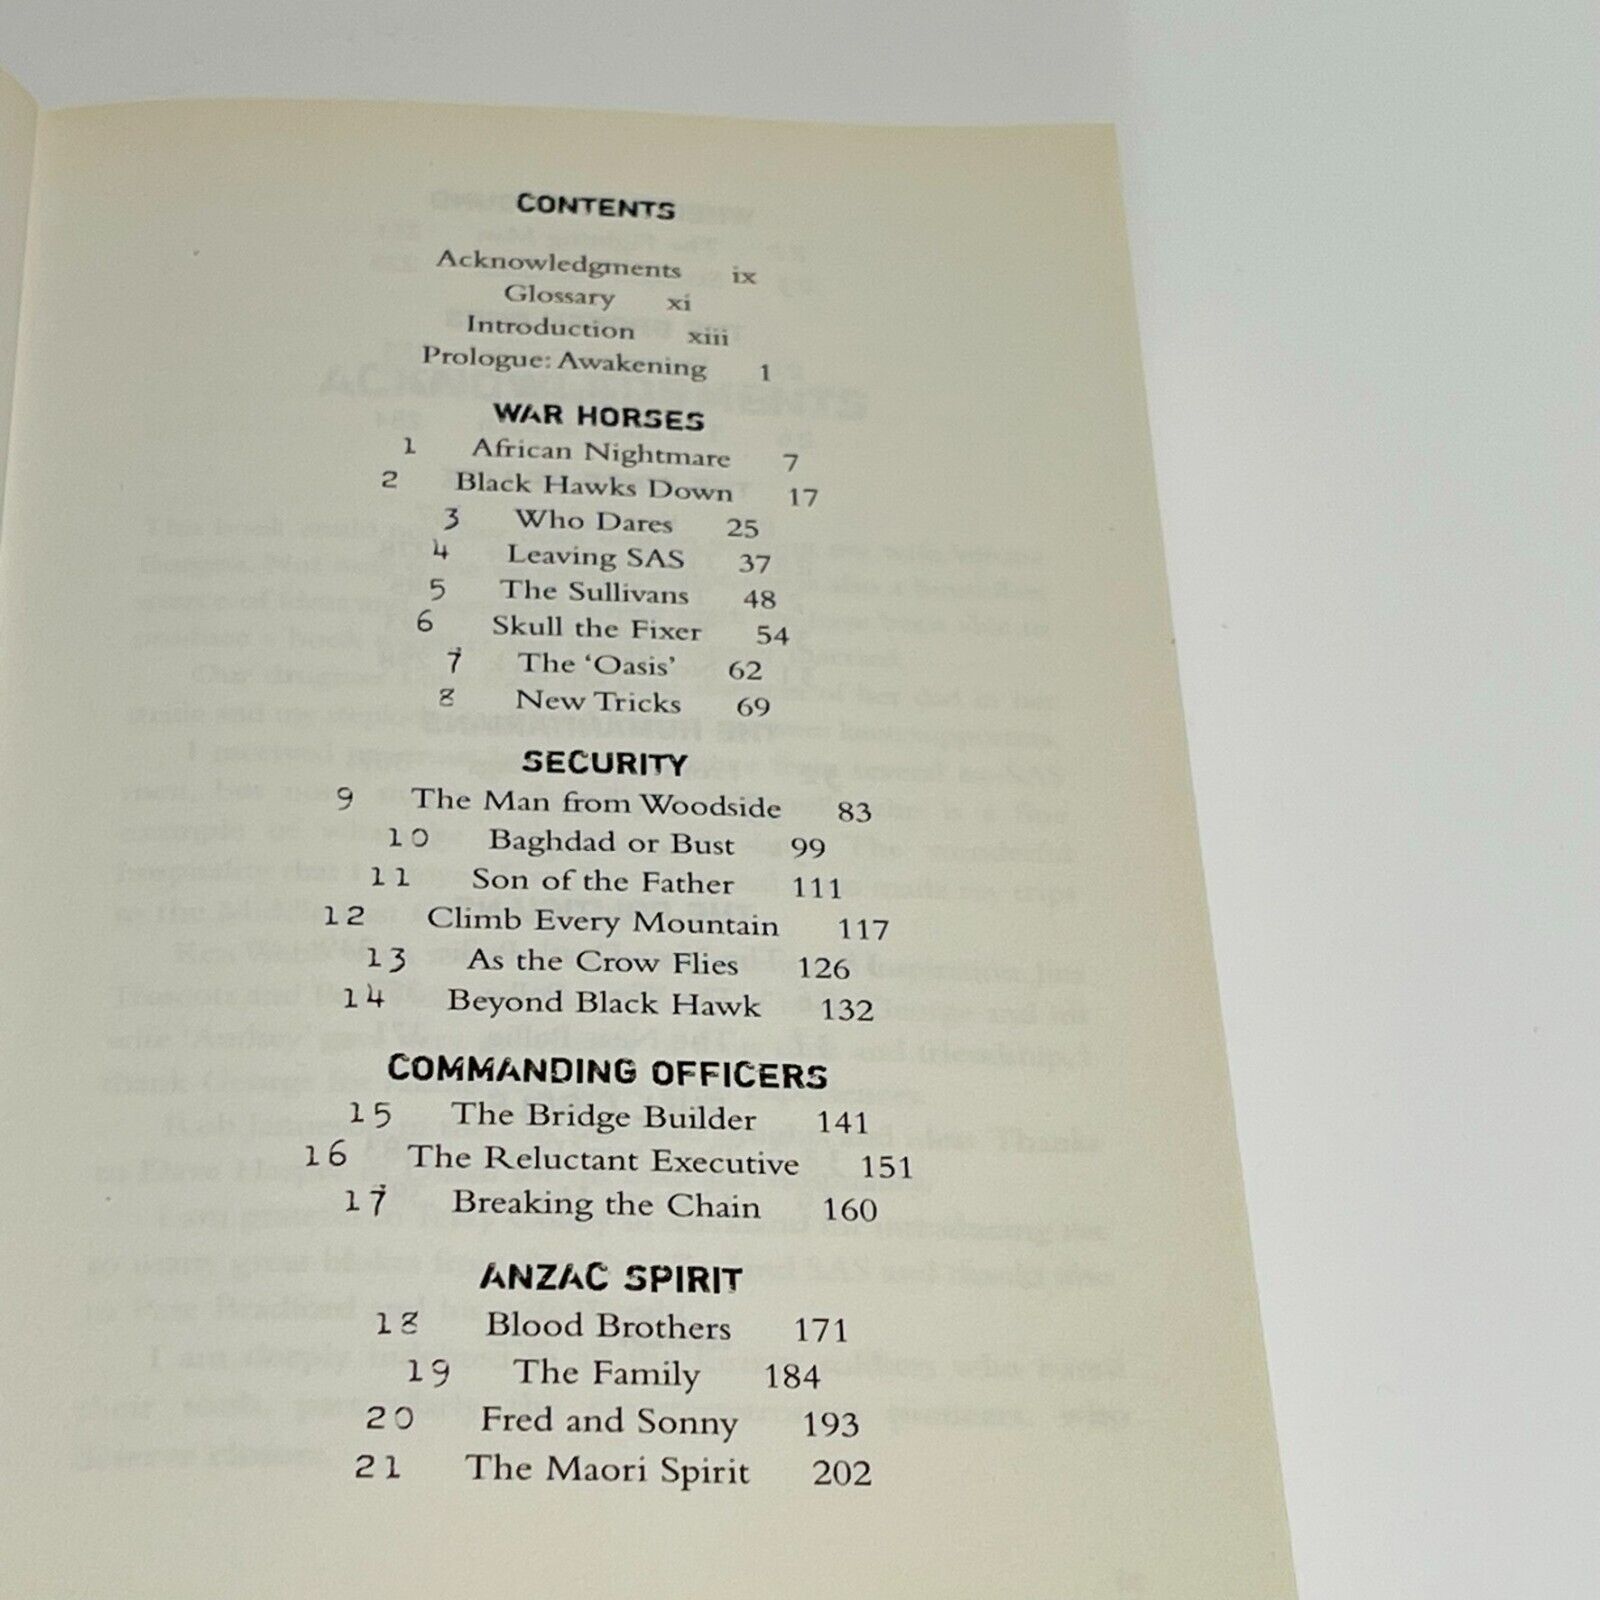 CONTENTS
Acknowledgments ix
Glossary xi
Introduction xiii
Prologue: Awakening 1
WAR HORSES
1 African Nightmare 7
2 Black Hawks Down 17
3 Who Dares 25
4 Leaving SAS 37
5 The Sullivans 48
6 Skull the Fixer 54
7 The ‘Oasis’ 62
8 New Tricks 69
SECURITY
9 The Man from Woodside 83
10 Baghdad or Bust 99
11 Son of the Father 111
12 Climb Every Mountain 117
13 As the Crow Flies 126
14 Beyond Black Hawk 132
COMMANDING OFFICERS
15 The Bridge Builder 141
16 The Reluctant Executive 151
17 Breaking the Chain 160
ANZAC SPIRIT
18 Blood Brothers 171
19 The Family 184
20 Fred and Sonny 193
21 The Maori Spirit 202